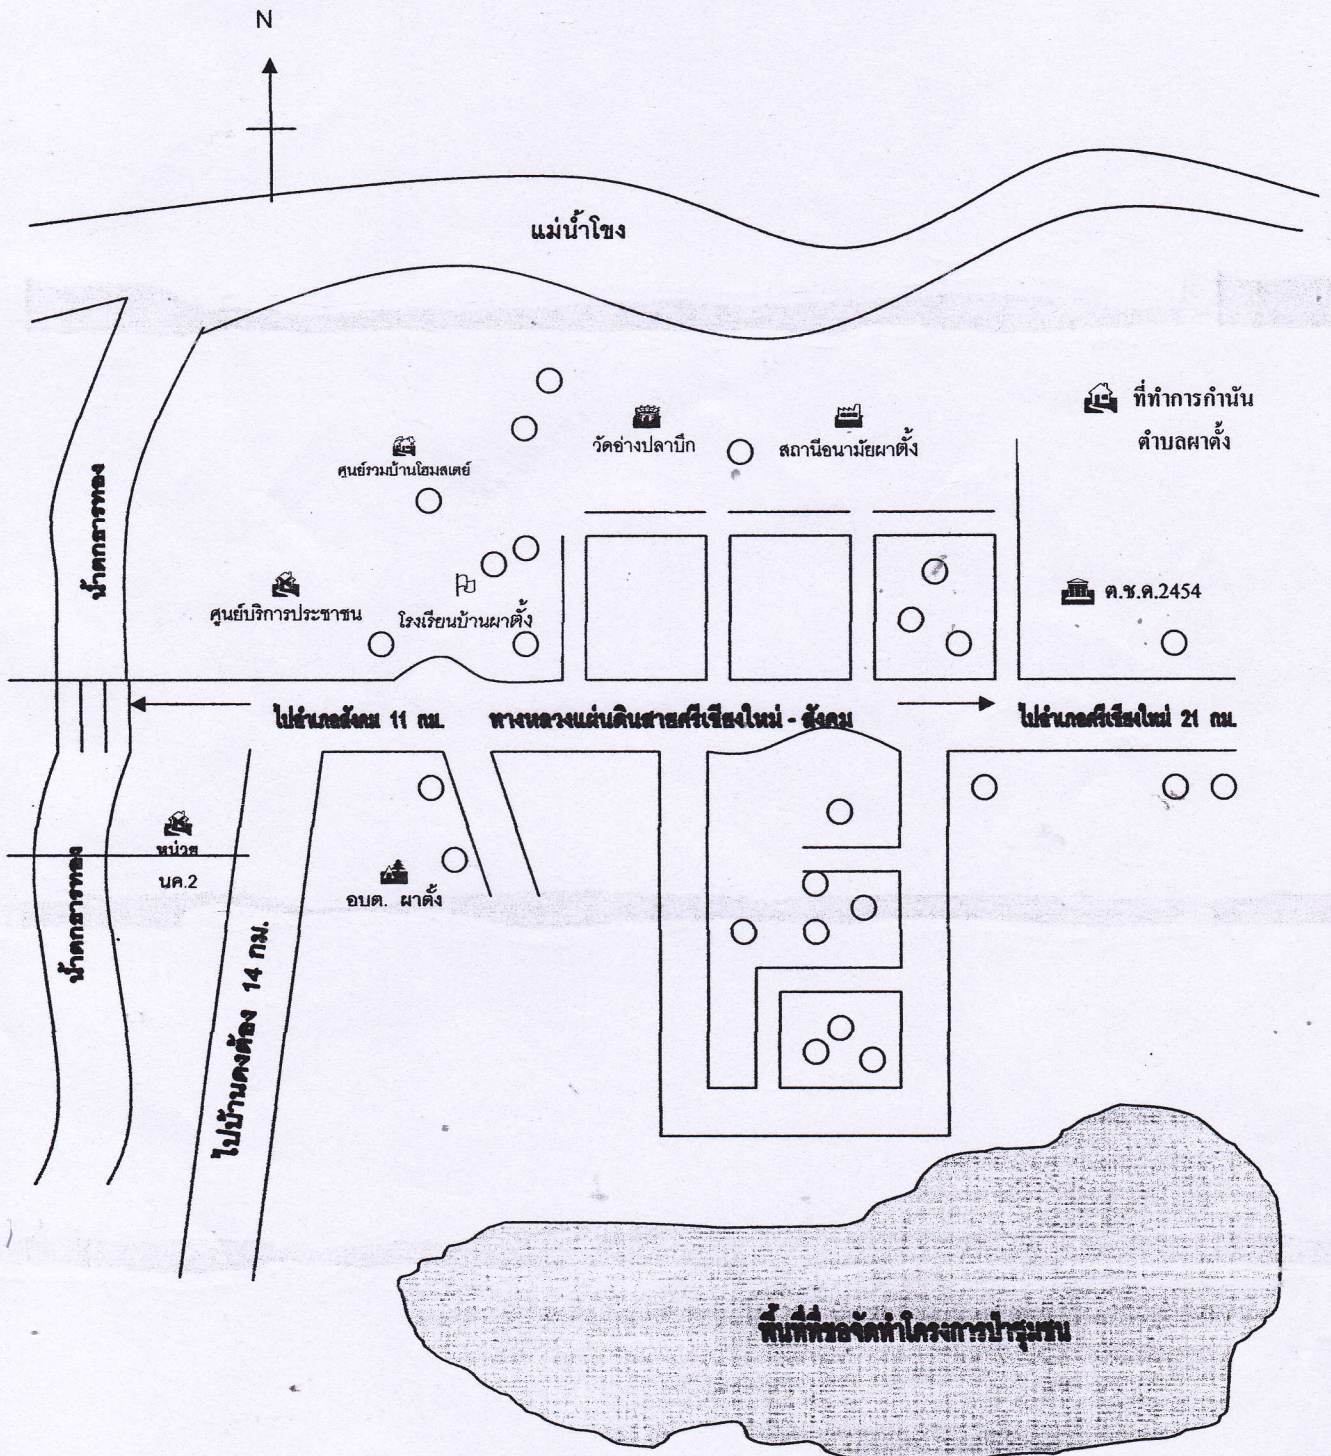 N
แม่น้ำโขง
ที่ทำการกำนัน
ตำบลผาตั้ง
วัดอ่างปลาบึก
สถานีอนามัยผาตั้ง
ศูนย์รวมบ้านโฮมสเตย์
น้ำตกธารทอง
ศูนย์บริการประชาชน
โรงเรียนบ้านผาตั้ง
ต.ช.ด.2454
ไปอำเภอสังคม 11 กม.
ทางหลวงแผ่นดินสายศรีเชียงใหม่ - สังคม
ไปอำเภอศรีเชียงใหม่ 21 กม.
หน่วย
นค.2
อบต. ผาตั้ง
น้ำตกธารทอง
ไปบ้านดงต้อง 14 กม.
พื้นที่ที่ขอจัดทำโครงการป่าชุมชน